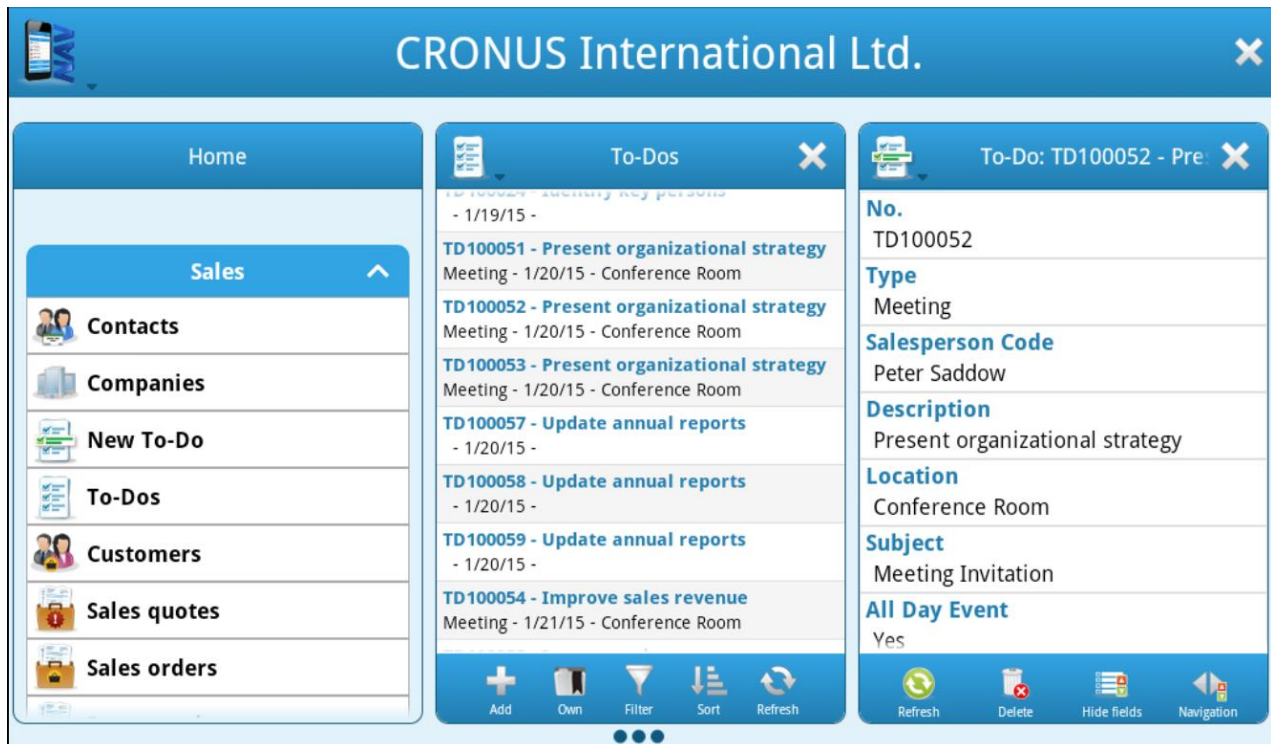 NAV
CRONUS International Ltd.
Home
Sales
Contacts
Companies
New To-Do
To-Dos
Customers
Sales quotes
Sales orders
To-Dos
TD100024 - Identify key persons
- 1/19/15 -
TD100051 - Present organizational strategy
Meeting - 1/20/15 - Conference Room
TD100052 - Present organizational strategy
Meeting - 1/20/15 - Conference Room
TD100053 - Present organizational strategy
Meeting - 1/20/15 - Conference Room
TD100057 - Update annual reports
- 1/20/15 -
TD100058 - Update annual reports
- 1/20/15 -
TD100059 - Update annual reports
- 1/20/15 -
TD100054 - Improve sales revenue
Meeting - 1/21/15 - Conference Room
Add Own Filter Sort Refresh
To-Do: TD100052 - Pre
No.
TD100052
Type
Meeting
Salesperson Code
Peter Saddow
Description
Present organizational strategy
Location
Conference Room
Subject
Meeting Invitation
All Day Event
Yes
Refresh Delete Hide fields Navigation